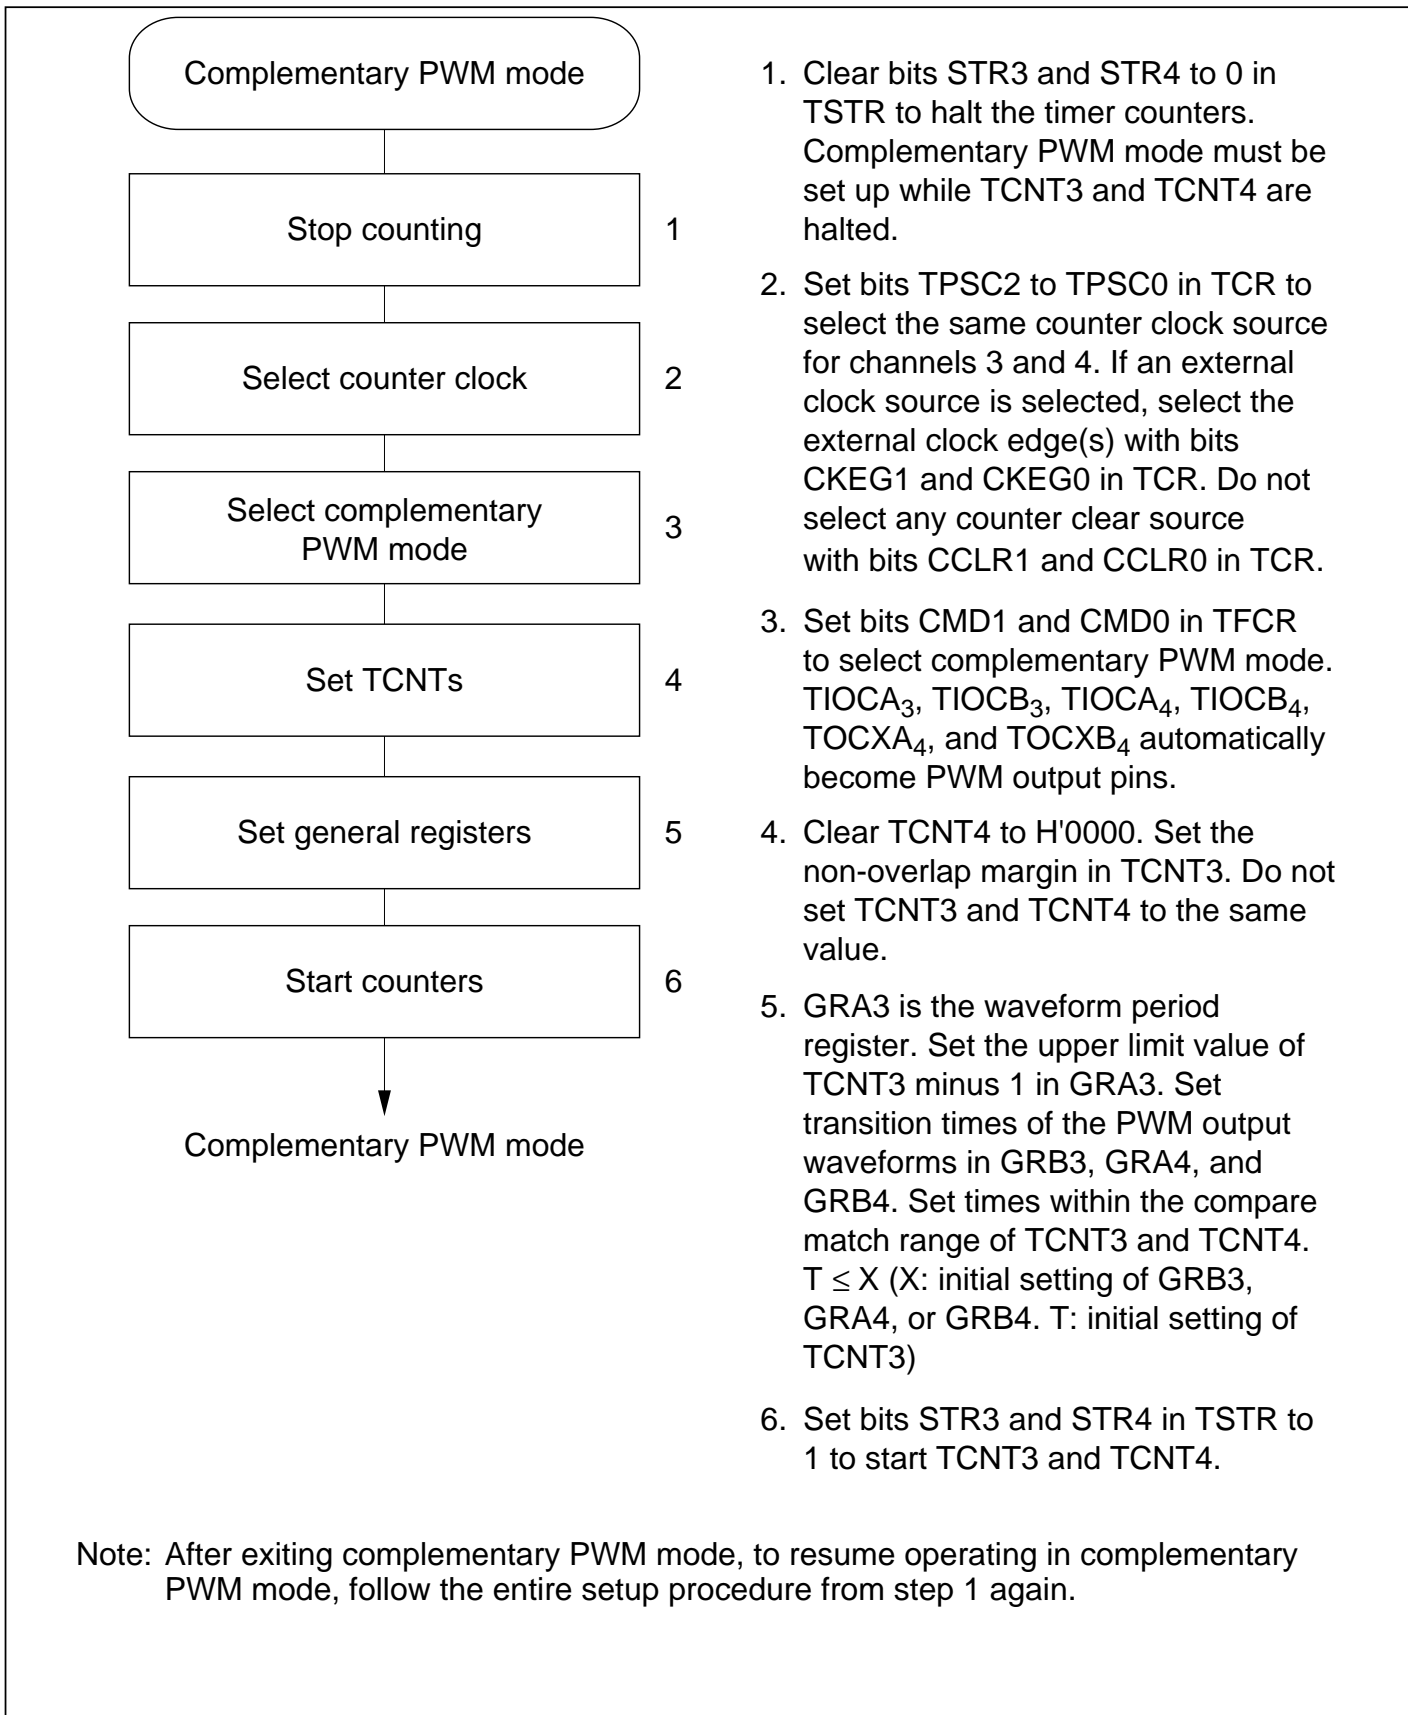 Complementary PWM mode
Stop counting 1
Select counter clock 2
Select complementary
PWM mode 3
Set TCNTs 4
Set general registers 5
Start counters 6
Complementary PWM mode
1. Clear bits STR3 and STR4 to 0 in
TSTR to halt the timer counters.
Complementary PWM mode must be
set up while TCNT3 and TCNT4 are
halted.
2. Set bits TPSC2 to TPSC0 in TCR to
select the same counter clock source
for channels 3 and 4. If an external
clock source is selected, select the
external clock edge(s) with bits
CKEG1 and CKEG0 in TCR. Do not
select any counter clear source
with bits CCLR1 and CCLR0 in TCR.
3. Set bits CMD1 and CMD0 in TFCR
to select complementary PWM mode.
TIOCA₃, TIOCB₃, TIOCA₄, TIOCB₄,
TOCXA₄, and TOCXB₄ automatically
become PWM output pins.
4. Clear TCNT4 to H'0000. Set the
non-overlap margin in TCNT3. Do not
set TCNT3 and TCNT4 to the same
value.
5. GRA3 is the waveform period
register. Set the upper limit value of
TCNT3 minus 1 in GRA3. Set
transition times of the PWM output
waveforms in GRB3, GRA4, and
GRB4. Set times within the compare
match range of TCNT3 and TCNT4.
T ≤ X (X: initial setting of GRB3,
GRA4, or GRB4. T: initial setting of
TCNT3)
6. Set bits STR3 and STR4 in TSTR to
1 to start TCNT3 and TCNT4.
Note: After exiting complementary PWM mode, to resume operating in complementary
PWM mode, follow the entire setup procedure from step 1 again.